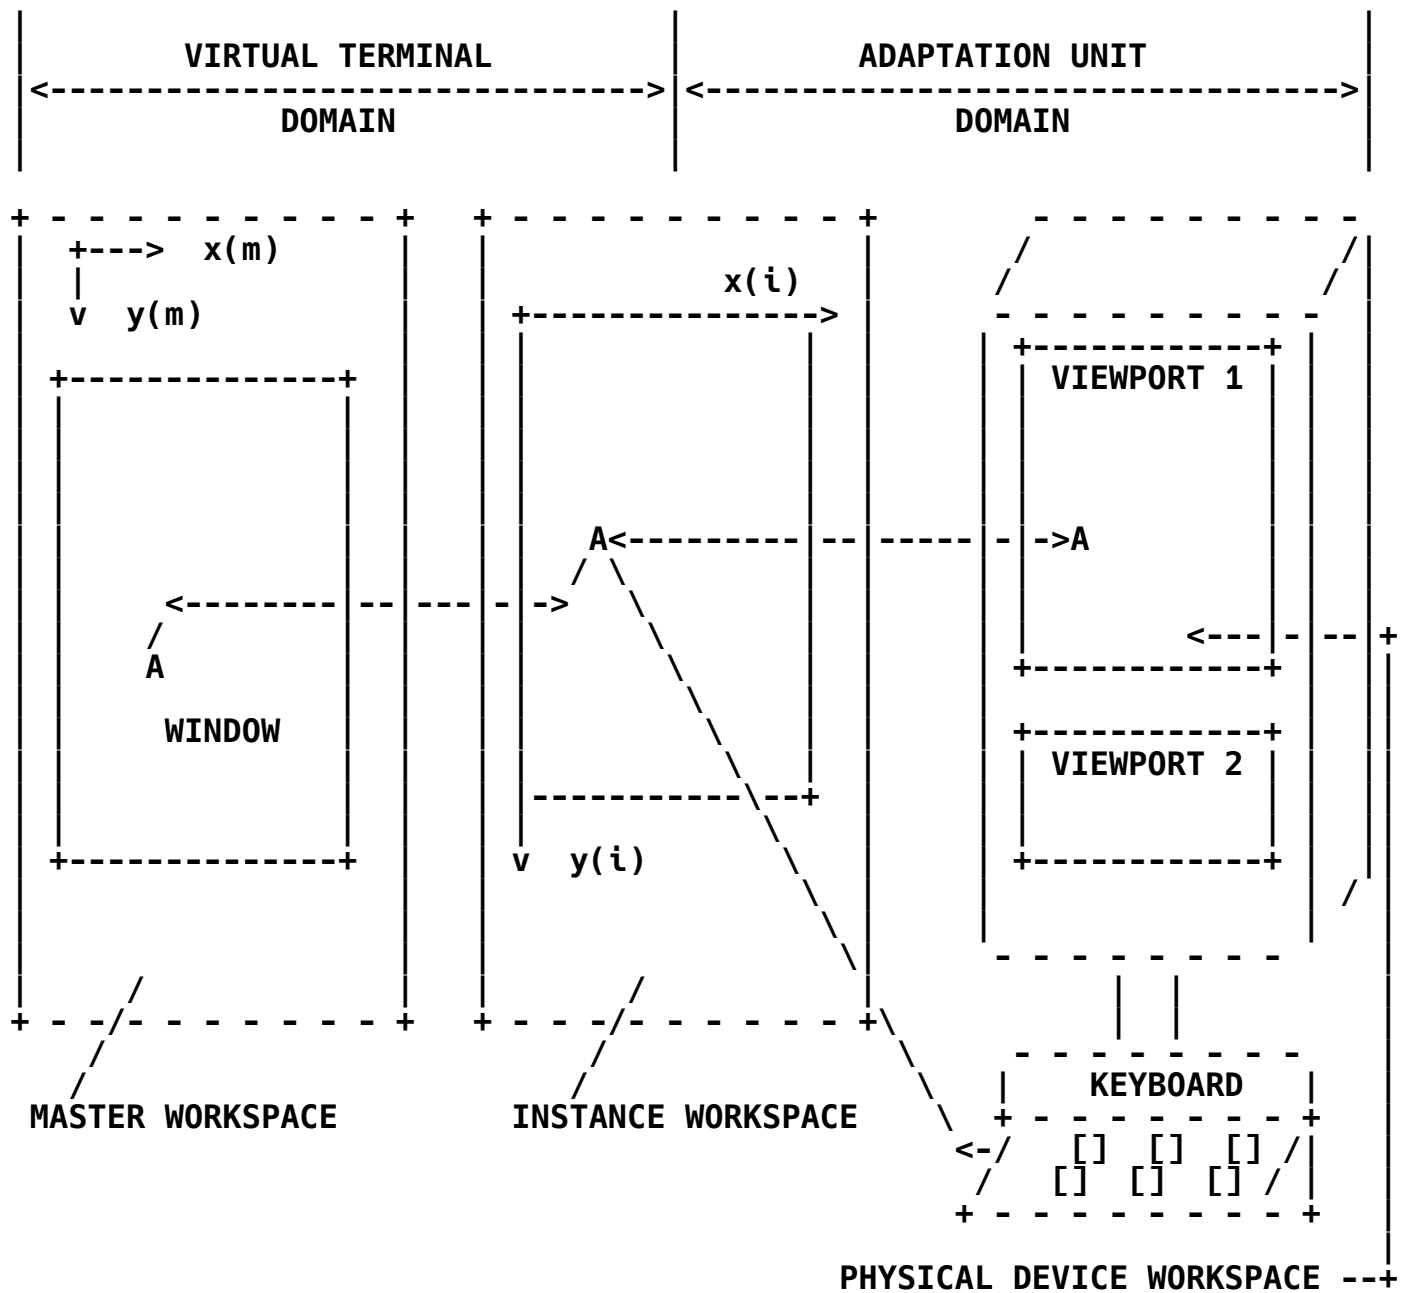 VIRTUAL TERMINAL ADAPTATION UNIT
DOMAIN DOMAIN
x(m)
x(i)
y(m)
VIEWPORT 1
A A
A
WINDOW
VIEWPORT 2
y(i)
KEYBOARD
MASTER WORKSPACE INSTANCE WORKSPACE
PHYSICAL DEVICE WORKSPACE